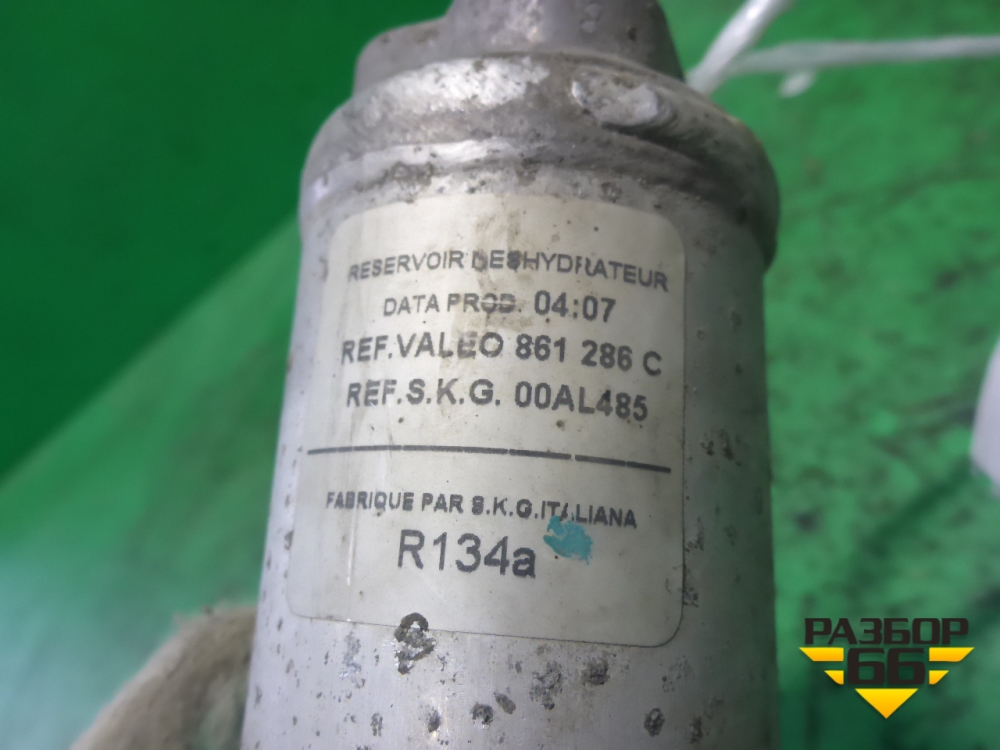 RESERVOIR DESHYDRATEUR
DATA PROD. 04:07
REF.VALEO 861 286 C
REF.S.K.G. 00AL485
FABRIQUE PAR S.K.G.ITALIANA
R134a
РАЗБОР
66